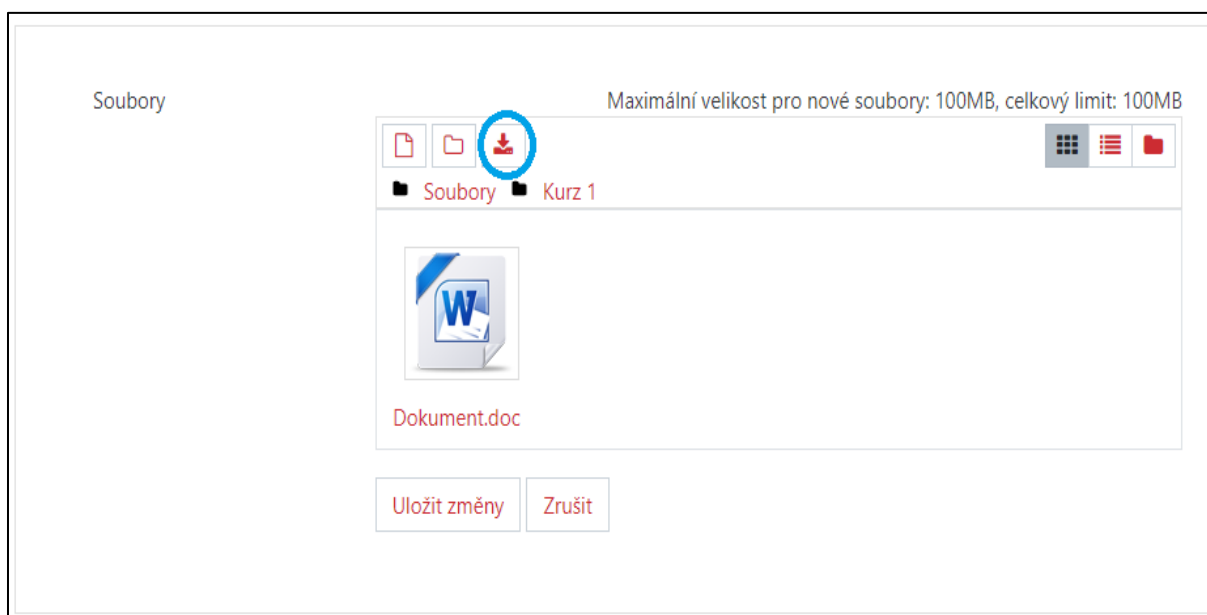 Soubory
Maximální velikost pro nové soubory: 100MB, celkový limit: 100MB
Soubory Kurz 1
W
Dokument.doc
Uložit změny Zrušit